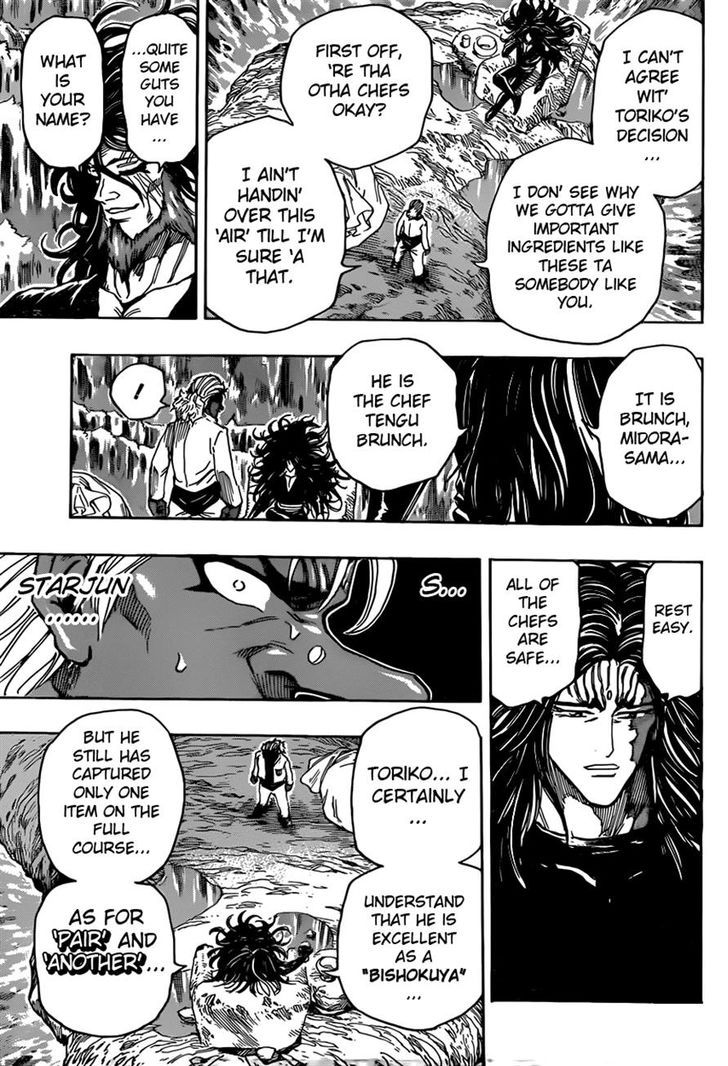 I CAN'T
AGREE
WIT'
TORIKO'S
DECISION
...
I DON' SEE WHY
WE GOTTA GIVE
IMPORTANT
INGREDIENTS LIKE
THESE TA
SOMEBODY LIKE
YOU.
FIRST OFF,
'RE THA
OTHA CHEFS
OKAY?
I AIN'T
HANDIN'
OVER THIS
'AIR' TILL I'M
SURE 'A
THAT.
...QUITE
SOME
GUTS YOU
HAVE
...
WHAT
IS
YOUR
NAME?
IT IS
BRUNCH,
MIDORA-
SAMA...
HE IS
THE CHEF
TENGU
BRUNCH.
!
REST
EASY.
ALL OF
THE
CHEFS
ARE
SAFE...
S...
STARJUN
......
TORIKO... I
CERTAINLY
...
UNDERSTAND
THAT HE IS
EXCELLENT
AS A
"BISHOKUYA"
...
BUT HE
STILL HAS
CAPTURED
ONLY ONE
ITEM ON THE
FULL
COURSE...
AS FOR
'PAIR' AND
'ANOTHER'...